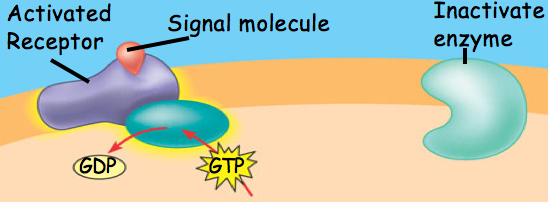 Activated
Receptor
Signal molecule
Inactivate
enzyme
GDP
GTP